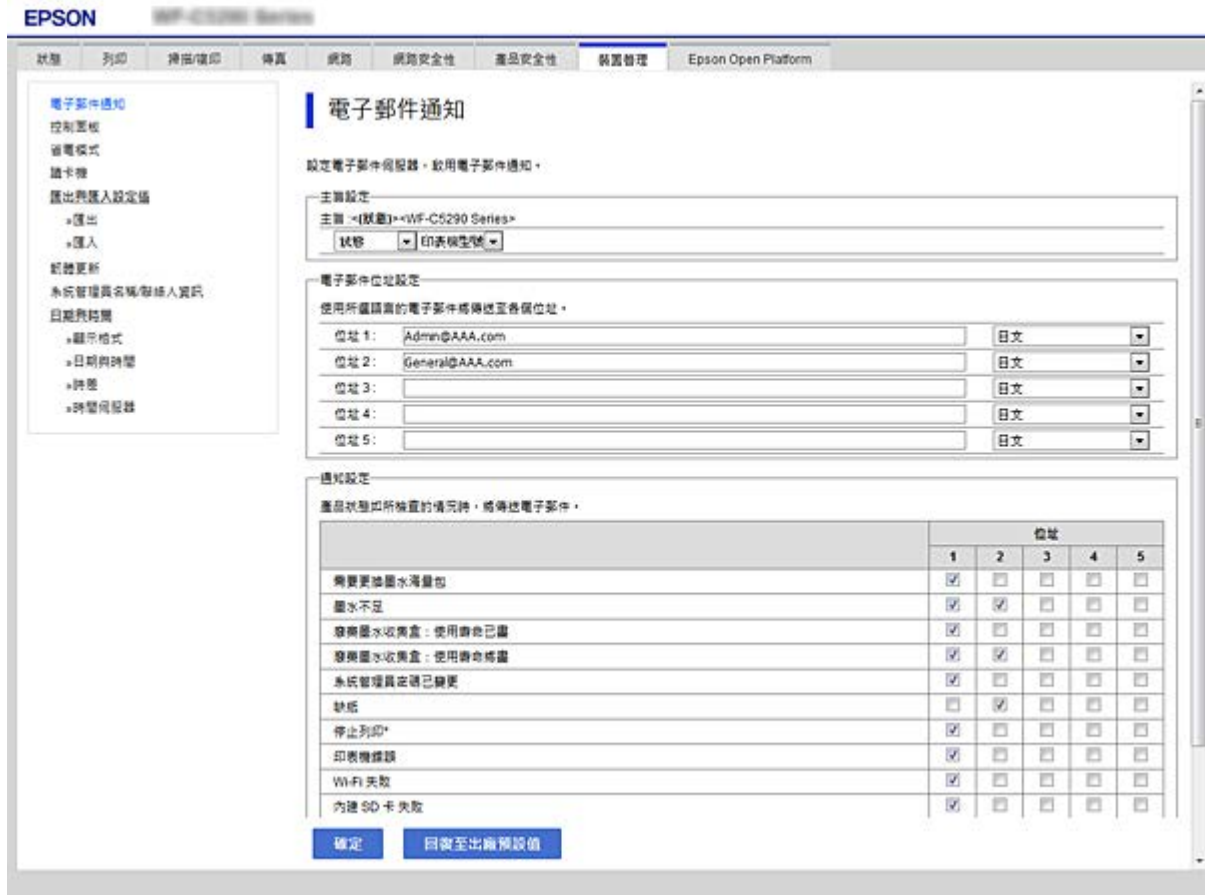 EPSON
狀態 列印 掃描/複印 傳真 網路 網路安全性 產品安全性 裝置管理 Epson Open Platform
電子郵件通知
控制面板
省電模式
讀卡機
匯出與匯入設定值
»匯出
»匯入
韌體更新
系統管理員名稱/聯絡人資訊
日期與時間
»顯示格式
»日期與時間
»時差
»時間伺服器
電子郵件通知
設定電子郵件伺服器，啟用電子郵件通知。
主旨設定
主旨 :<(狀態)><WF-C5290 Series>
狀態 印表機型號
電子郵件位址設定
使用所選語言的電子郵件將傳送至各個位址。
位址 1: Admn@AAA.com 日文
位址 2: General@AAA.com 日文
位址 3: 日文
位址 4: 日文
位址 5: 日文
通知設定
產品狀態如所檢查的情況時，將傳送電子郵件。
位址
1 2 3 4 5
需要更換墨水滿量包
墨水不足
廢棄墨水收集盒：使用壽命已盡
廢棄墨水收集盒：使用壽命將盡
系統管理員密碼已變更
缺紙
停止列印*
印表機錯誤
Wi-Fi 失敗
內建 SD 卡 失敗
確定 回復至出廠預設值